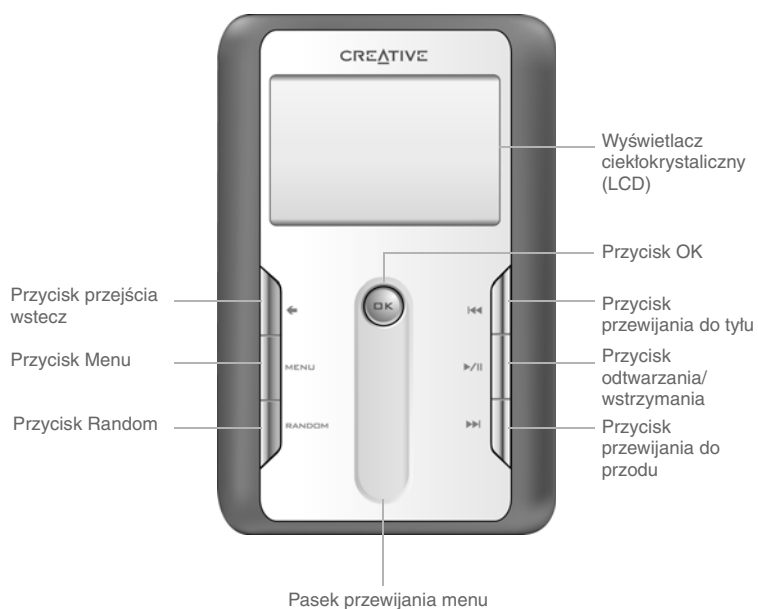 CREATIVE
Wyświetlacz
ciekłokrystaliczny
(LCD)
Przycisk OK
OK
Przycisk przejścia
wstecz
Przycisk Menu
MENU
Przycisk Random
RANDOM
Przycisk
przewijania do tyłu
Przycisk
odtwarzania/
wstrzymania
Przycisk
przewijania do
przodu
Pasek przewijania menu